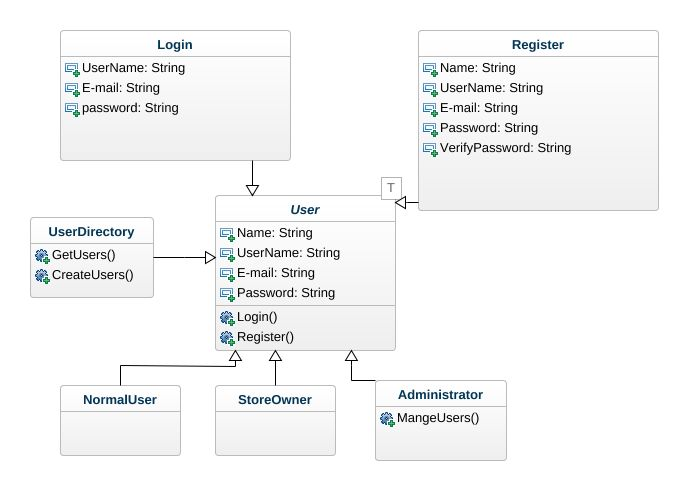 Login
UserName: String
E-mail: String
password: String
Register
Name: String
UserName: String
E-mail: String
Password: String
VerifyPassword: String
T
User
Name: String
UserName: String
E-mail: String
Password: String
Login()
Register()
UserDirectory
GetUsers()
CreateUsers()
NormalUser
StoreOwner
Administrator
MangeUsers()